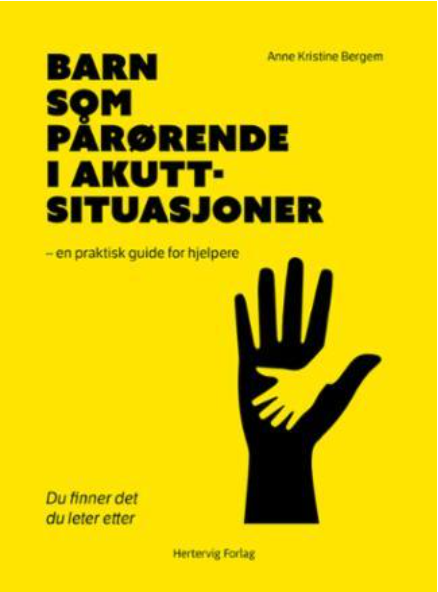 Anne Kristine Bergem
BARN
SOM
PÅRØRENDE
I AKUTT-
SITUASJONER
– en praktisk guide for hjelpere
Du finner det
du leter etter
Hertervig Forlag